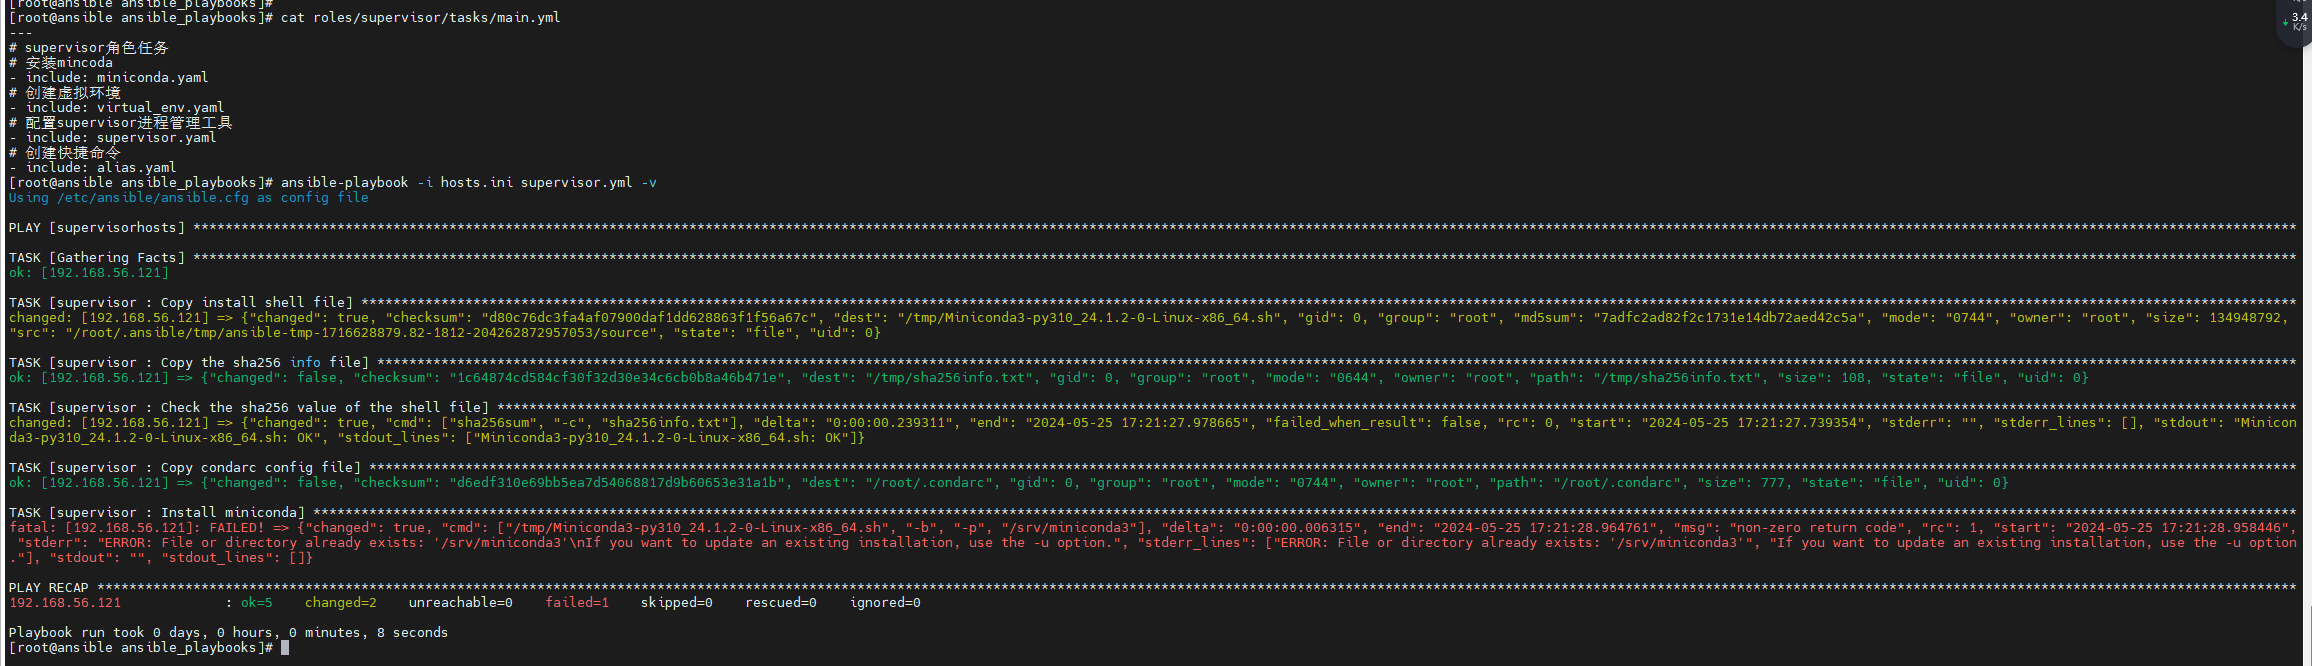 [root@ansible ansible_playbooks]#
[root@ansible ansible_playbooks]# cat roles/supervisor/tasks/main.yml
---
# supervisor角色任务
# 安装mincoda
- include: miniconda.yaml
# 创建虚拟环境
- include: virtual_env.yaml
# 配置supervisor进程管理工具
- include: supervisor.yaml
# 创建快捷命令
- include: alias.yaml
[root@ansible ansible_playbooks]# ansible-playbook -i hosts.ini supervisor.yml -v
Using /etc/ansible/ansible.cfg as config file
PLAY [supervisorhosts] ****
TASK [Gathering Facts] ****
ok: [192.168.56.121]
TASK [supervisor : Copy install shell file] ****
changed: [192.168.56.121] => {"changed": true, "checksum": "d80c76dc3fa4af07900daf1dd628863f1f56a67c", "dest": "/tmp/Miniconda3-py310_24.1.2-0-Linux-x86_64.sh", "gid": 0, "group": "root", "md5sum": "7adfc2ad82f2c1731e14db72aed42c5a", "mode": "0744", "owner": "root", "size": 134948792,
"src": "/root/.ansible/tmp/ansible-tmp-1716628879.82-1812-204262872957053/source", "state": "file", "uid": 0}
TASK [supervisor : Copy the sha256 info file] ****
ok: [192.168.56.121] => {"changed": false, "checksum": "1c64874cd584cf30f32d30e34c6cb0b8a46b471e", "dest": "/tmp/sha256info.txt", "gid": 0, "group": "root", "mode": "0644", "owner": "root", "path": "/tmp/sha256info.txt", "size": 108, "state": "file", "uid": 0}
TASK [supervisor : Check the sha256 value of the shell file] ****
changed: [192.168.56.121] => {"changed": true, "cmd": ["sha256sum", "-c", "sha256info.txt"], "delta": "0:00:00.239311", "end": "2024-05-25 17:21:27.978665", "failed_when_result": false, "rc": 0, "start": "2024-05-25 17:21:27.739354", "stderr": "", "stderr_lines": [], "stdout": "Minicon
da3-py310_24.1.2-0-Linux-x86_64.sh: OK", "stdout_lines": ["Miniconda3-py310_24.1.2-0-Linux-x86_64.sh: OK"]}
TASK [supervisor : Copy condarc config file] ****
ok: [192.168.56.121] => {"changed": false, "checksum": "d6edf310e69bb5ea7d54068817d9b60653e31a1b", "dest": "/root/.condarc", "gid": 0, "group": "root", "mode": "0744", "owner": "root", "path": "/root/.condarc", "size": 777, "state": "file", "uid": 0}
TASK [supervisor : Install miniconda] ****
fatal: [192.168.56.121]: FAILED! => {"changed": true, "cmd": ["/tmp/Miniconda3-py310_24.1.2-0-Linux-x86_64.sh", "-b", "-p", "/srv/miniconda3"], "delta": "0:00:00.006315", "end": "2024-05-25 17:21:28.964761", "msg": "non-zero return code", "rc": 1, "start": "2024-05-25 17:21:28.958446",
"stderr": "ERROR: File or directory already exists: '/srv/miniconda3'\nIf you want to update an existing installation, use the -u option.", "stderr_lines": ["ERROR: File or directory already exists: '/srv/miniconda3'", "If you want to update an existing installation, use the -u option
."], "stdout": "", "stdout_lines": []}
PLAY RECAP ****
192.168.56.121 : ok=5 changed=2 unreachable=0 failed=1 skipped=0 rescued=0 ignored=0
Playbook run took 0 days, 0 hours, 0 minutes, 8 seconds
[root@ansible ansible_playbooks]#
3.4
K/s